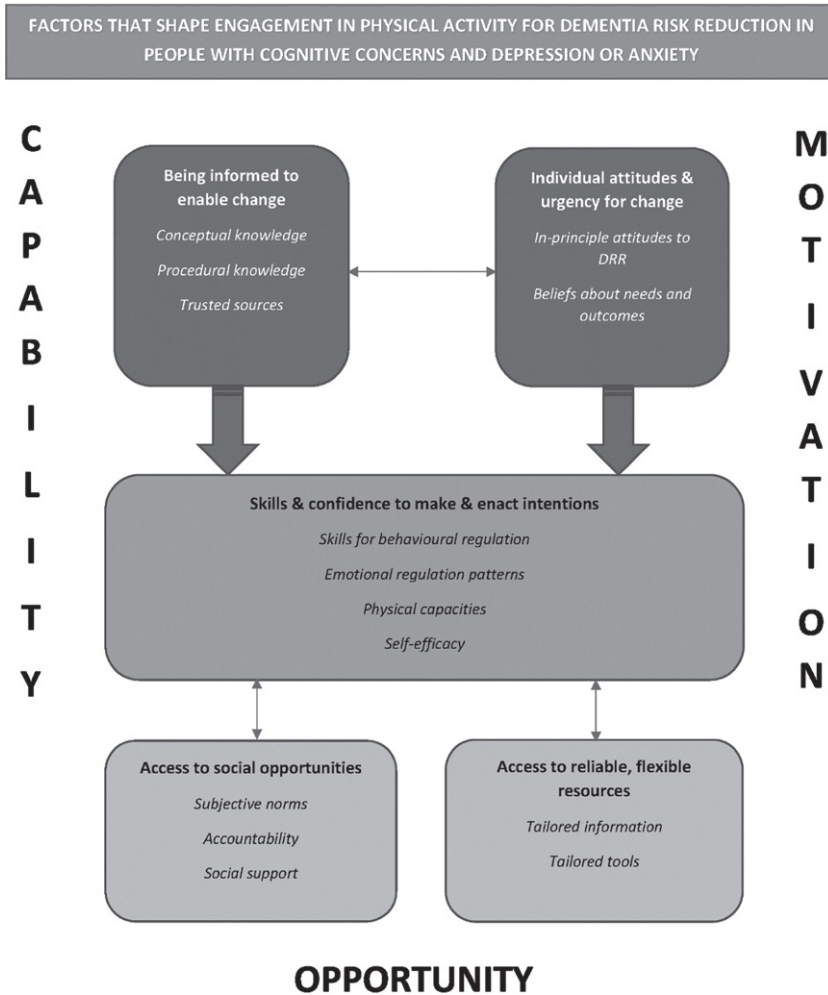 FACTORS THAT SHAPE ENGAGEMENT IN PHYSICAL ACTIVITY FOR DEMENTIA RISK REDUCTION IN
PEOPLE WITH COGNITIVE CONCERNS AND DEPRESSION OR ANXIETY
CAPABILITY
MOTIVATION
Being informed to
enable change
Conceptual knowledge
Procedural knowledge
Trusted sources
Individual attitudes &
urgency for change
In-principle attitudes to
DRR
Beliefs about needs and
outcomes
Skills & confidence to make & enact intentions
Skills for behavioural regulation
Emotional regulation patterns
Physical capacities
Self-efficacy
Access to social opportunities
Subjective norms
Accountability
Social support
Access to reliable, flexible
resources
Tailored information
Tailored tools
OPPORTUNITY